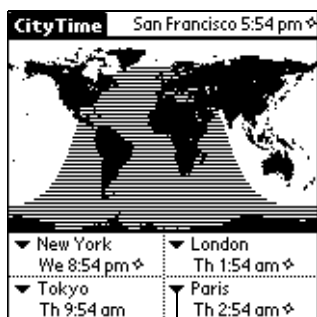 CityTime San Francisco 5:54 pm
New York
We 8:54 pm
London
Th 1:54 am
Tokyo
Th 9:54 am
Paris
Th 2:54 am